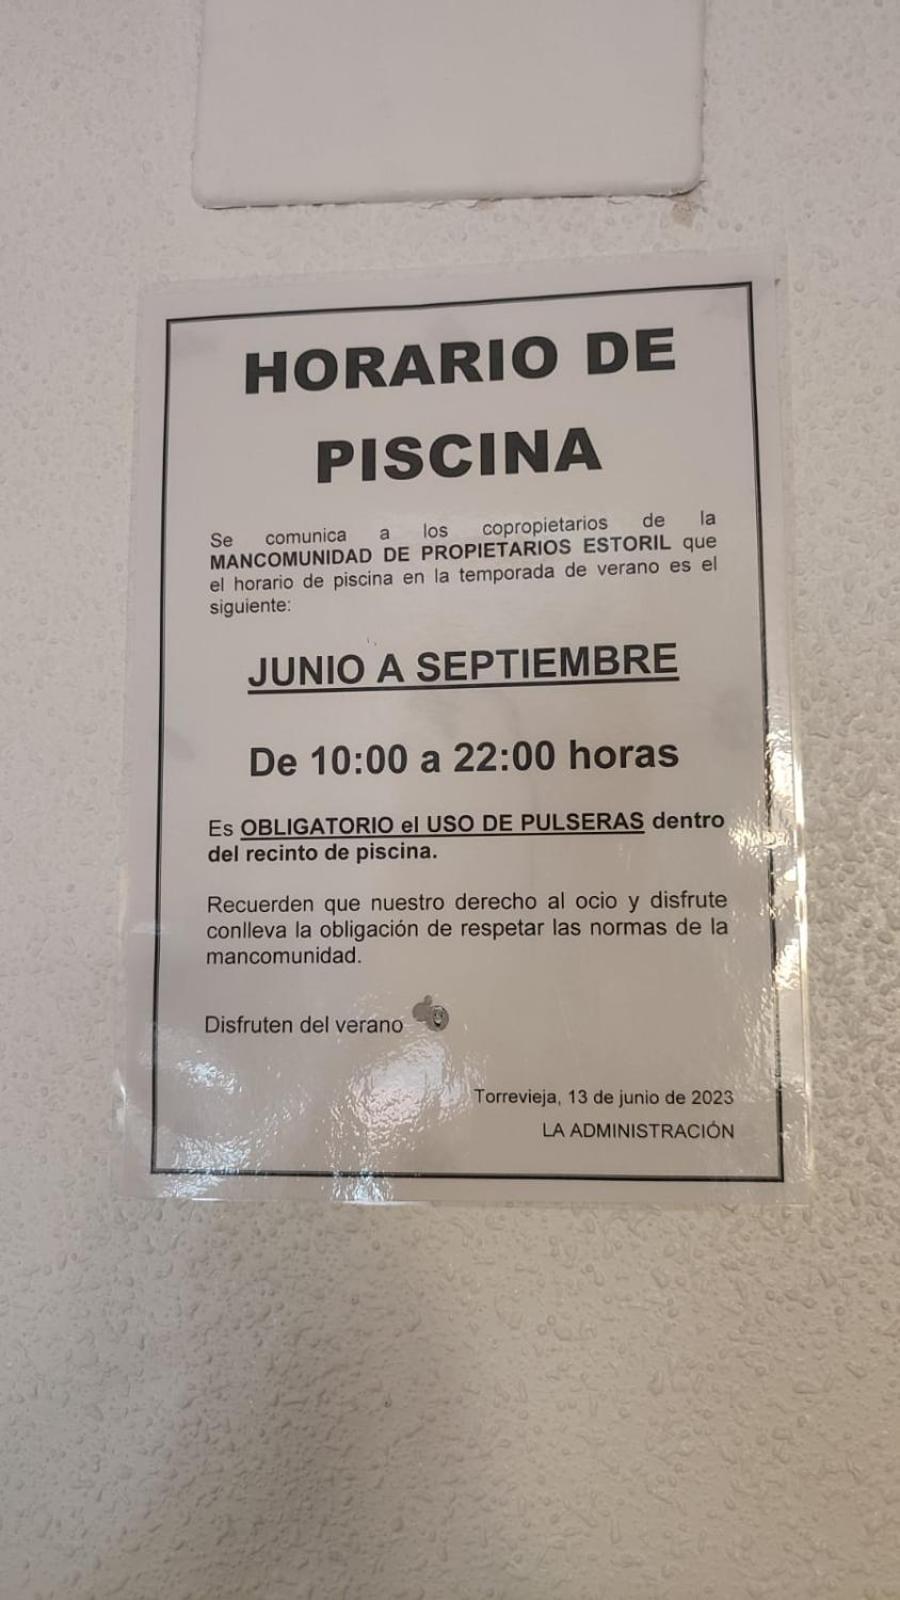 HORARIO DE
PISCINA
Se comunica a los copropietarios de la
MANCOMUNIDAD DE PROPIETARIOS ESTORIL que
el horario de piscina en la temporada de verano es el
siguiente:
JUNIO A SEPTIEMBRE
De 10:00 a 22:00 horas
Es OBLIGATORIO el USO DE PULSERAS dentro
del recinto de piscina.
Recuerden que nuestro derecho al ocio y disfrute
conlleva la obligación de respetar las normas de la
mancomunidad.
Disfruten del verano
Torrevieja, 13 de junio de 2023
LA ADMINISTRACIÓN